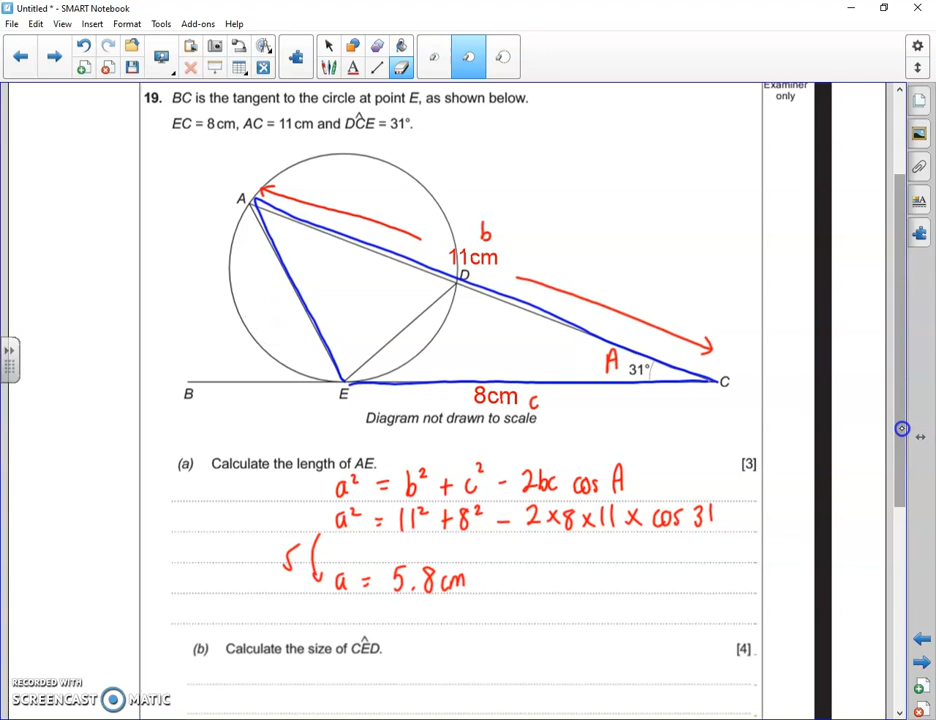 Untitled * - SMART Notebook
File Edit View Insert Format Tools Add-ons Help
Examiner
only
19. BC is the tangent to the circle at point E, as shown below.
EC = 8 cm, AC = 11 cm and DĈE = 31°.
A
b
11cm
D
A 31°
C
B
E
8cm c
Diagram not drawn to scale
(a) Calculate the length of AE. [3]
a² = b² + c² - 2bc cos A
a² = 11² + 8² - 2×8×11 × cos 31
a = 5.8cm
(b) Calculate the size of CÊD. [4]
RECORDED WITH
SCREENCAST MATIC